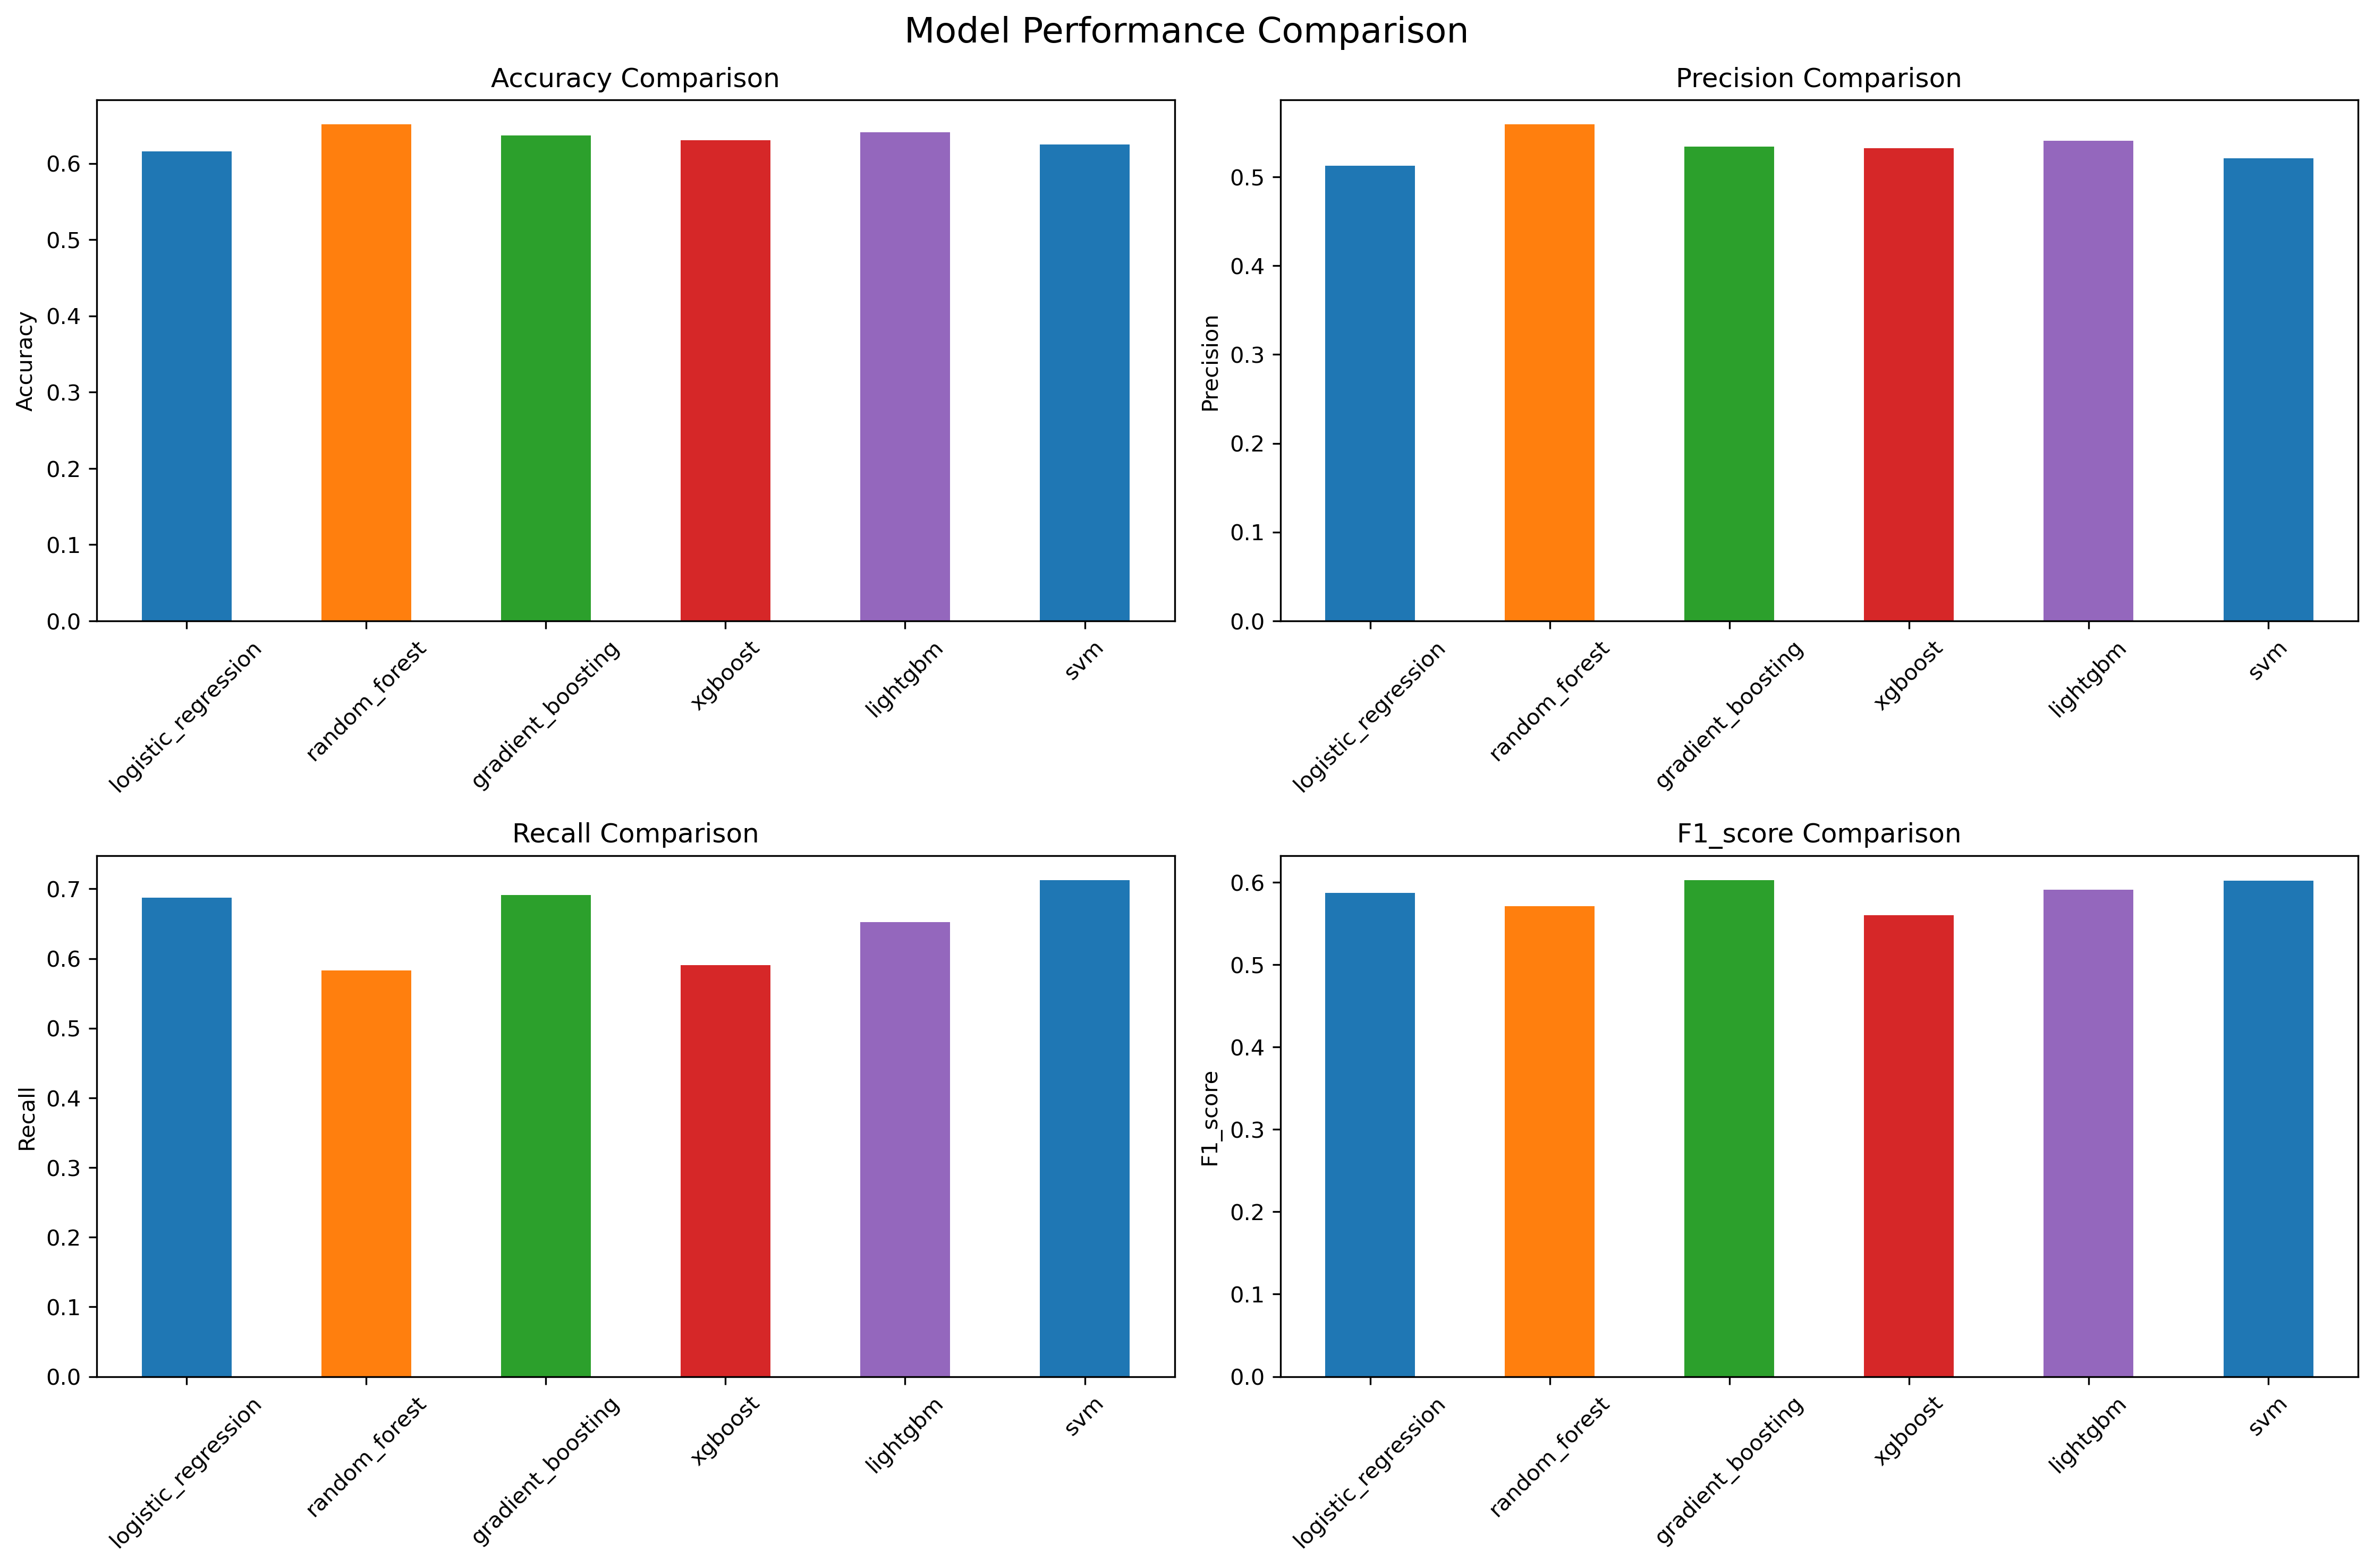 Model Performance Comparison
Accuracy Comparison
Accuracy
0.6
0.5
0.4
0.3
0.2
0.1
0.0
logistic_regression
random_forest
gradient_boosting
xgboost
lightgbm
svm
Precision Comparison
Precision
0.5
0.4
0.3
0.2
0.1
0.0
logistic_regression
random_forest
gradient_boosting
xgboost
lightgbm
svm
Recall Comparison
Recall
0.7
0.6
0.5
0.4
0.3
0.2
0.1
0.0
logistic_regression
random_forest
gradient_boosting
xgboost
lightgbm
svm
F1_score Comparison
F1_score
0.6
0.5
0.4
0.3
0.2
0.1
0.0
logistic_regression
random_forest
gradient_boosting
xgboost
lightgbm
svm